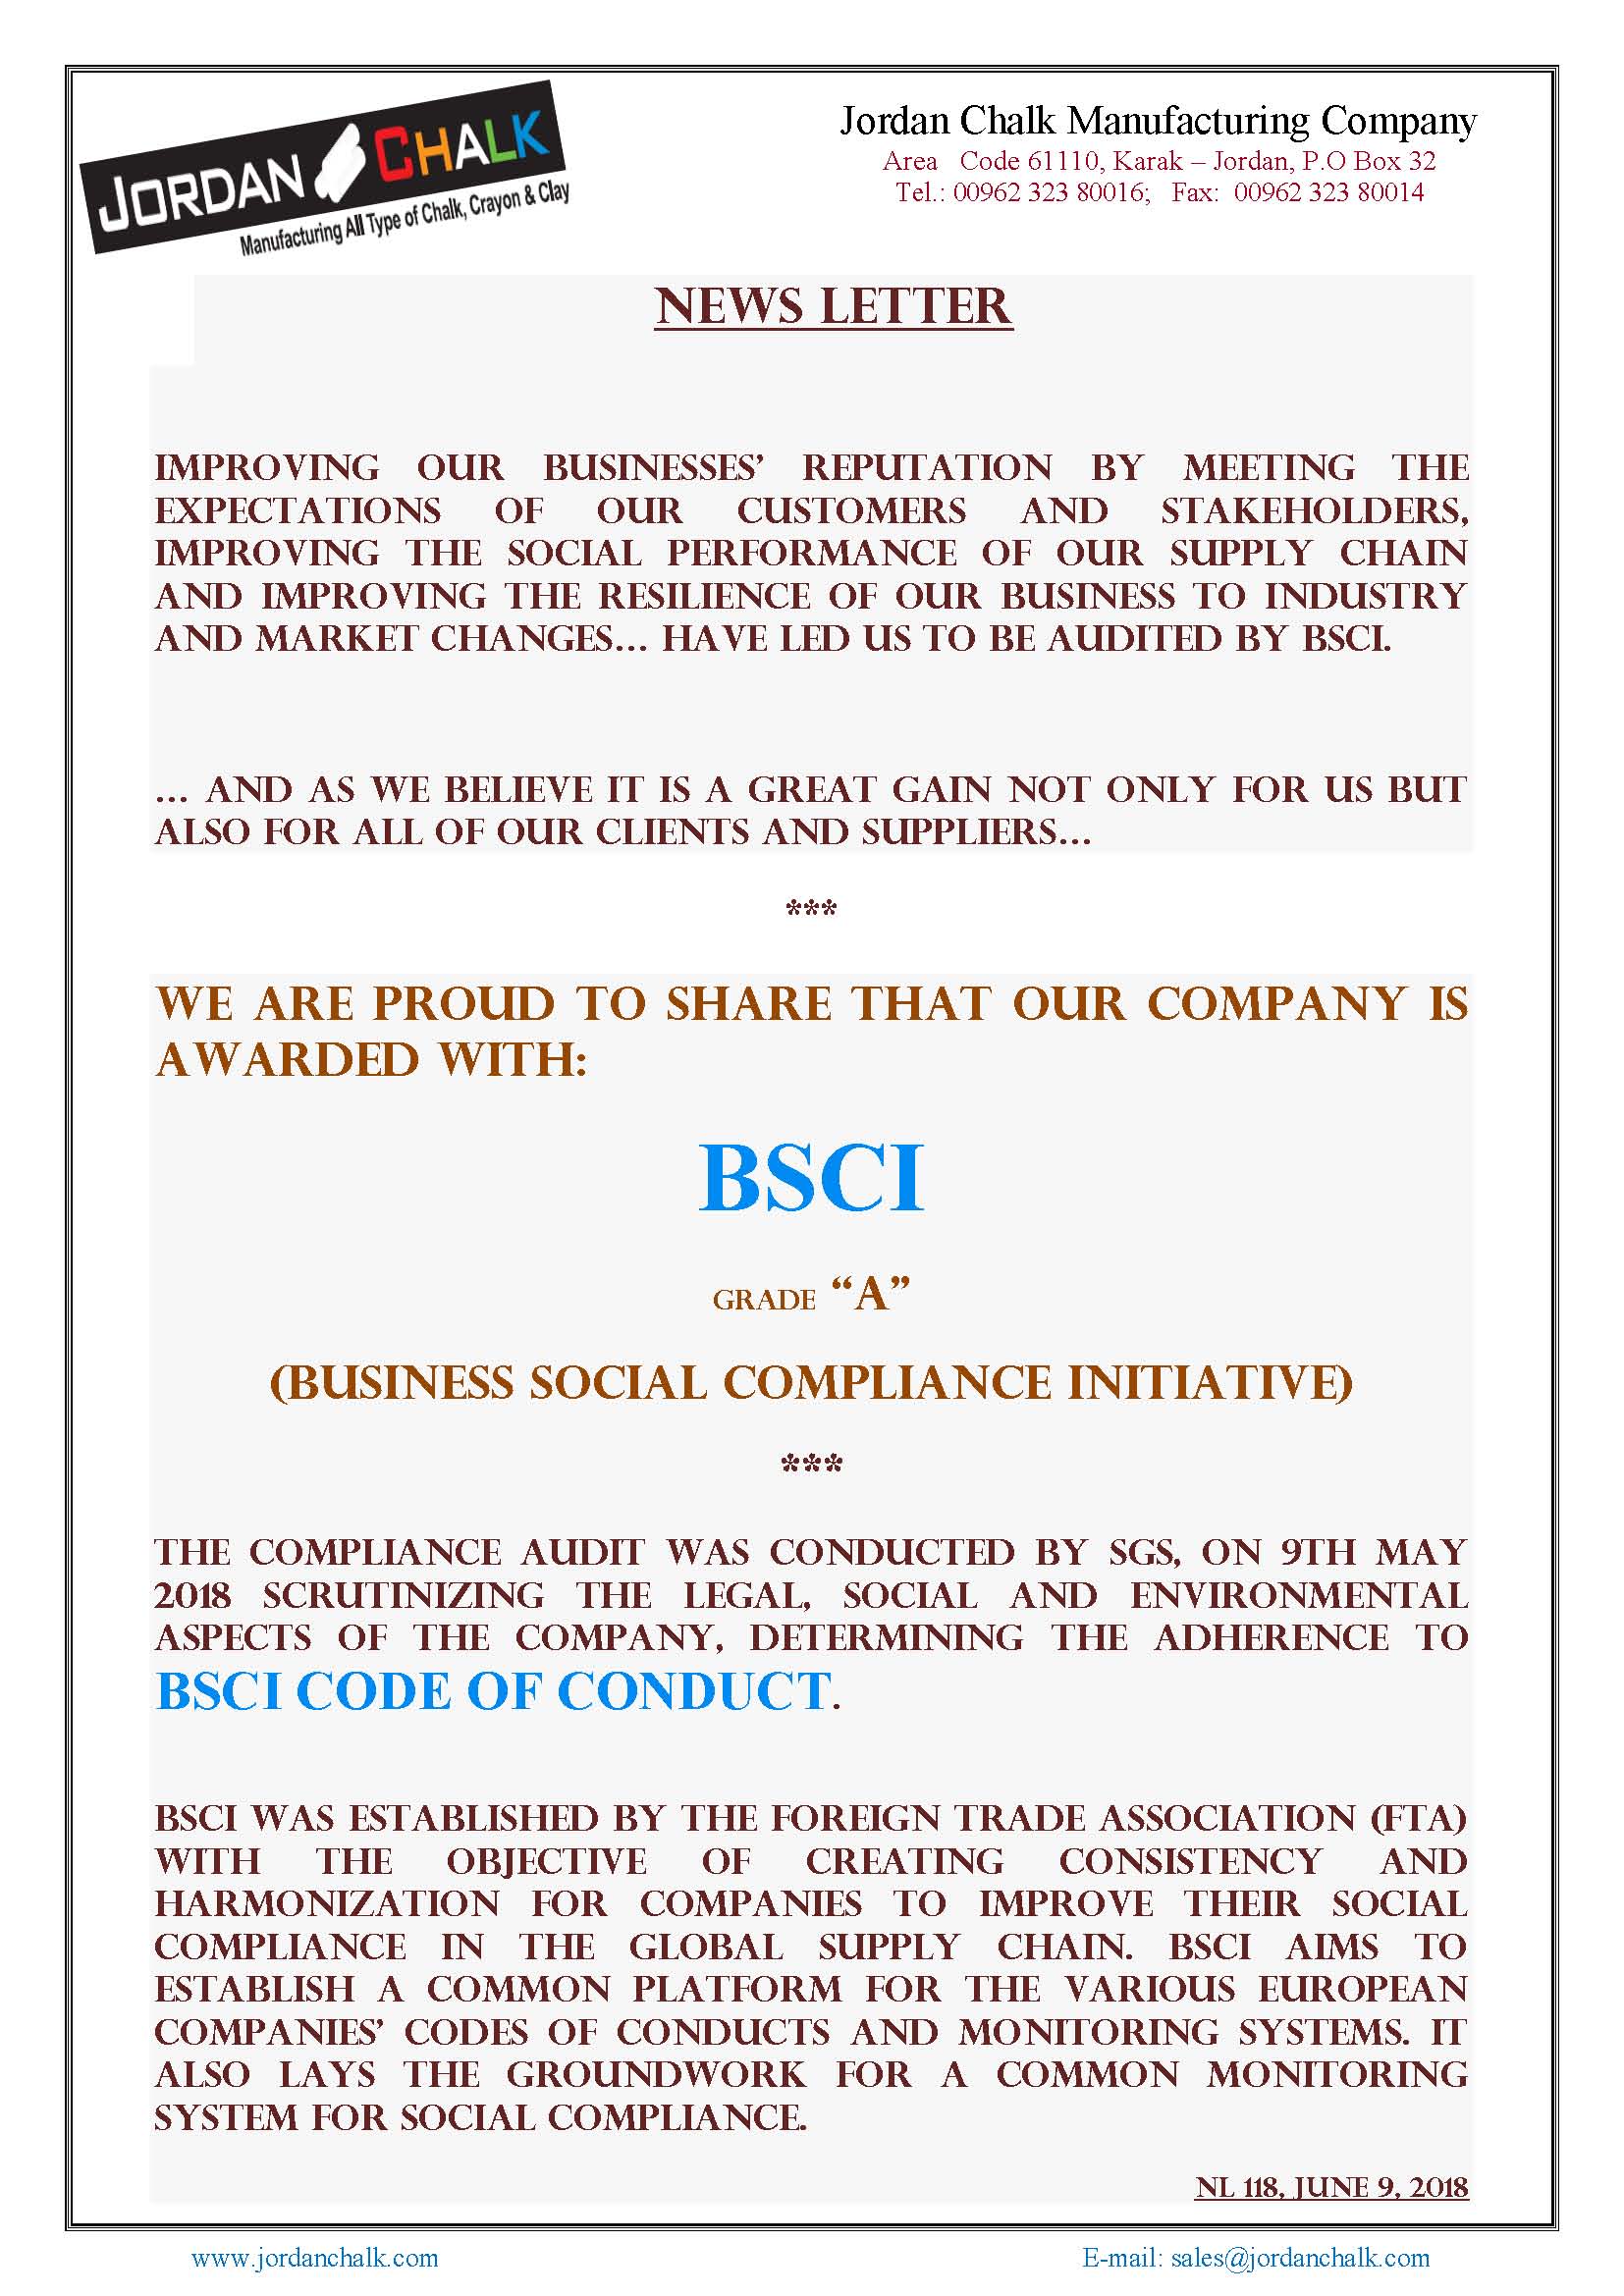 JORDAN CHALK
Manufacturing All Type of Chalk, Crayon & Clay
Jordan Chalk Manufacturing Company
Area Code 61110, Karak – Jordan, P.O Box 32
Tel.: 00962 323 80016; Fax: 00962 323 80014
NEWS LETTER
IMPROVING OUR BUSINESSES’ REPUTATION BY MEETING THE
EXPECTATIONS OF OUR CUSTOMERS AND STAKEHOLDERS,
IMPROVING THE SOCIAL PERFORMANCE OF OUR SUPPLY CHAIN
AND IMPROVING THE RESILIENCE OF OUR BUSINESS TO INDUSTRY
AND MARKET CHANGES… HAVE LED US TO BE AUDITED BY BSCI.
… AND AS WE BELIEVE IT IS A GREAT GAIN NOT ONLY FOR US BUT
ALSO FOR ALL OF OUR CLIENTS AND SUPPLIERS…
***
WE ARE PROUD TO SHARE THAT OUR COMPANY IS
AWARDED WITH:
BSCI
GRADE “A”
(BUSINESS SOCIAL COMPLIANCE INITIATIVE)
***
THE COMPLIANCE AUDIT WAS CONDUCTED BY SGS, ON 9TH MAY
2018 SCRUTINIZING THE LEGAL, SOCIAL AND ENVIRONMENTAL
ASPECTS OF THE COMPANY, DETERMINING THE ADHERENCE TO
BSCI CODE OF CONDUCT.
BSCI WAS ESTABLISHED BY THE FOREIGN TRADE ASSOCIATION (FTA)
WITH THE OBJECTIVE OF CREATING CONSISTENCY AND
HARMONIZATION FOR COMPANIES TO IMPROVE THEIR SOCIAL
COMPLIANCE IN THE GLOBAL SUPPLY CHAIN. BSCI AIMS TO
ESTABLISH A COMMON PLATFORM FOR THE VARIOUS EUROPEAN
COMPANIES’ CODES OF CONDUCTS AND MONITORING SYSTEMS. IT
ALSO LAYS THE GROUNDWORK FOR A COMMON MONITORING
SYSTEM FOR SOCIAL COMPLIANCE.
NL 118, JUNE 9, 2018
www.jordanchalk.com E-mail: sales@jordanchalk.com